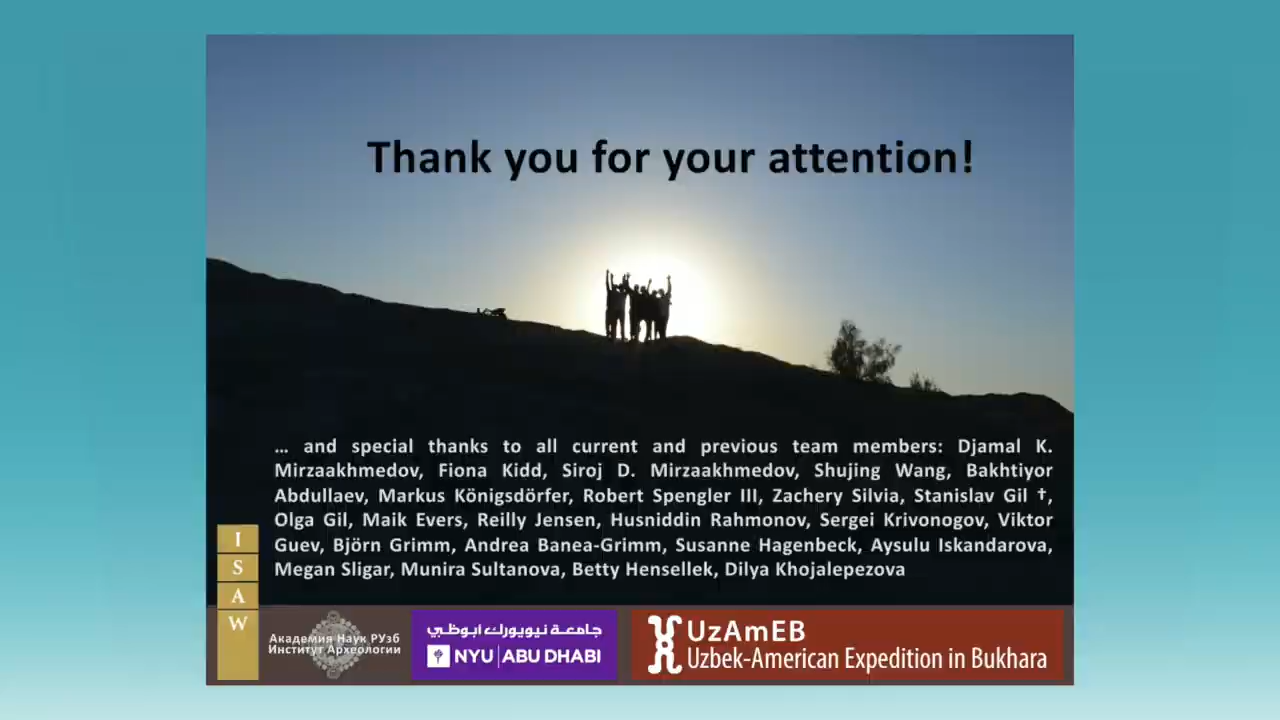 Thank you for your attention!
… and special thanks to all current and previous team members: Djamal K.
Mirzaakhmedov, Fiona Kidd, Siroj D. Mirzaakhmedov, Shujing Wang, Bakhtiyor
Abdullaev, Markus Königsdörfer, Robert Spengler III, Zachery Silvia, Stanislav Gil †,
Olga Gil, Maik Evers, Reilly Jensen, Husniddin Rahmonov, Sergei Krivonogov, Viktor
Guev, Björn Grimm, Andrea Banea-Grimm, Susanne Hagenbeck, Aysulu Iskandarova,
Megan Sligar, Munira Sultanova, Betty Hensellek, Dilya Khojalepezova
I
S
A
W
Академия Наук РУзб
Институт Археологии
جامعـة نيويورك ابوظـبي
NYU | ABU DHABI
UzAmEB
Uzbek-American Expedition in Bukhara